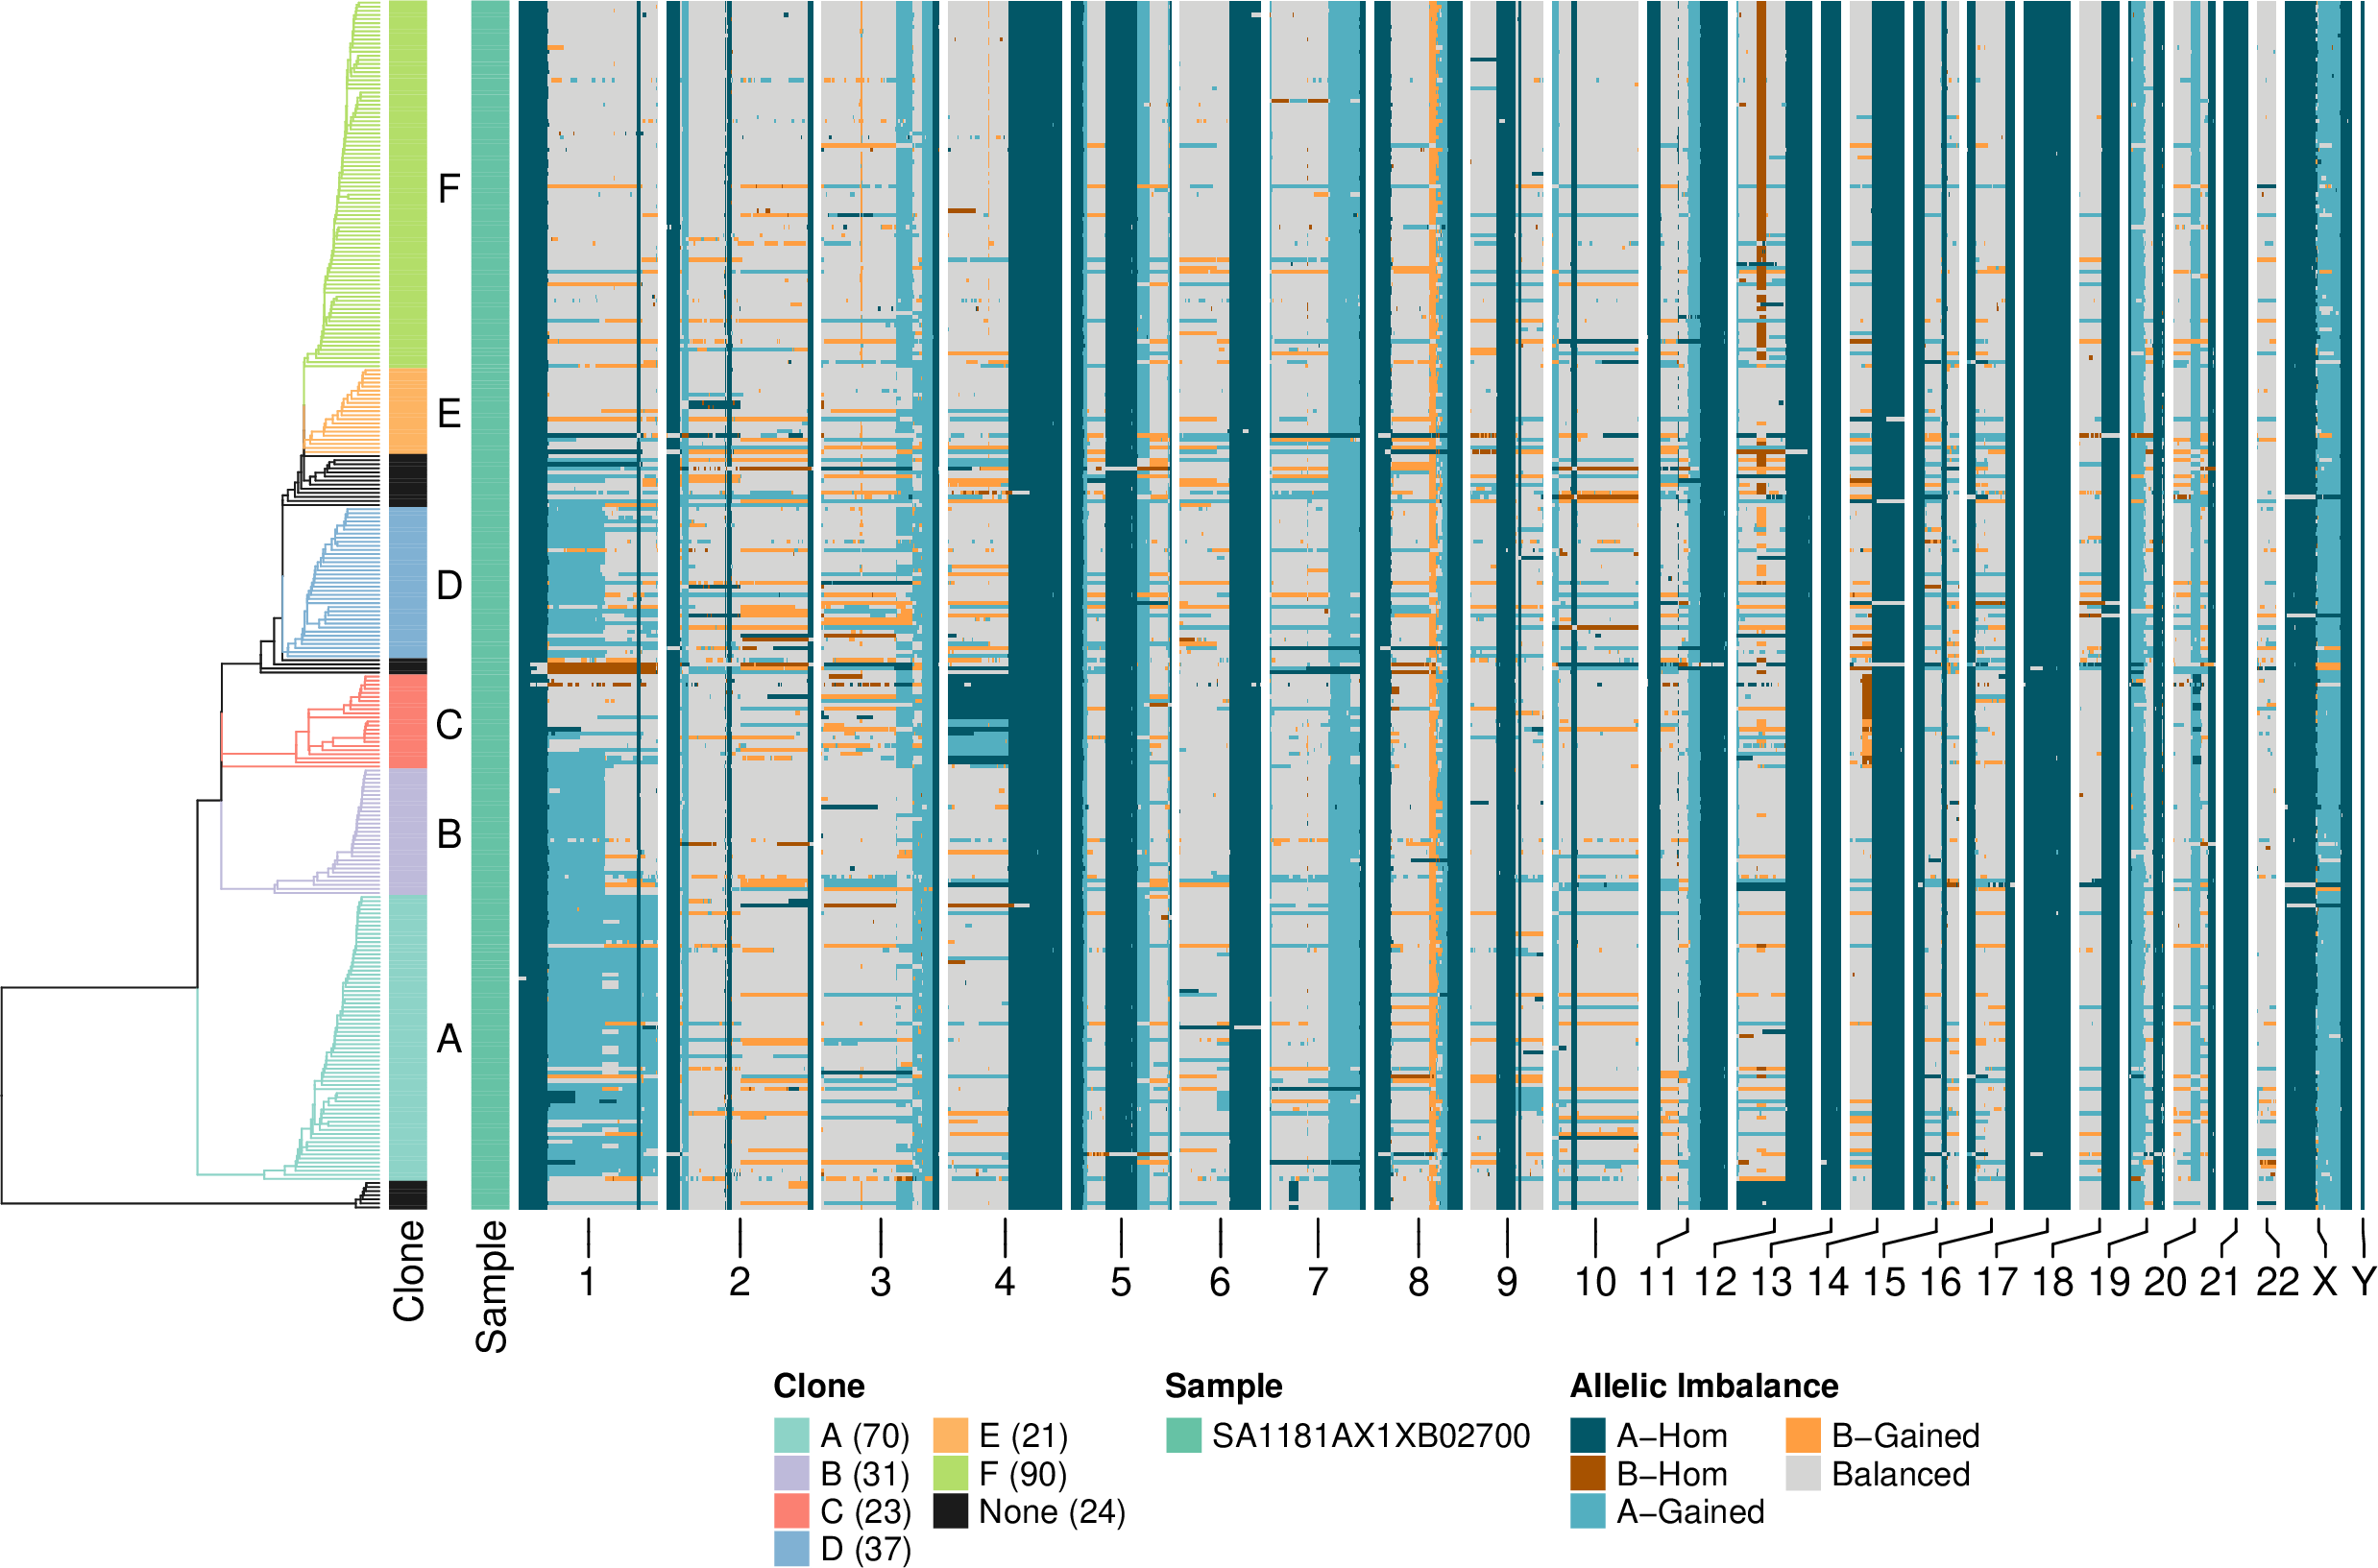 F
E
D
C
B
A
Clone
Sample
1 2 3 4 5 6 7 8 9 10 11 12 13 14 15 16 17 18 19 20 21 22 X Y
Clone Sample Allelic Imbalance
A (70) E (21) SA1181AX1XB02700 A−Hom B−Gained
B (31) F (90) B−Hom Balanced
C (23) None (24) A−Gained
D (37)